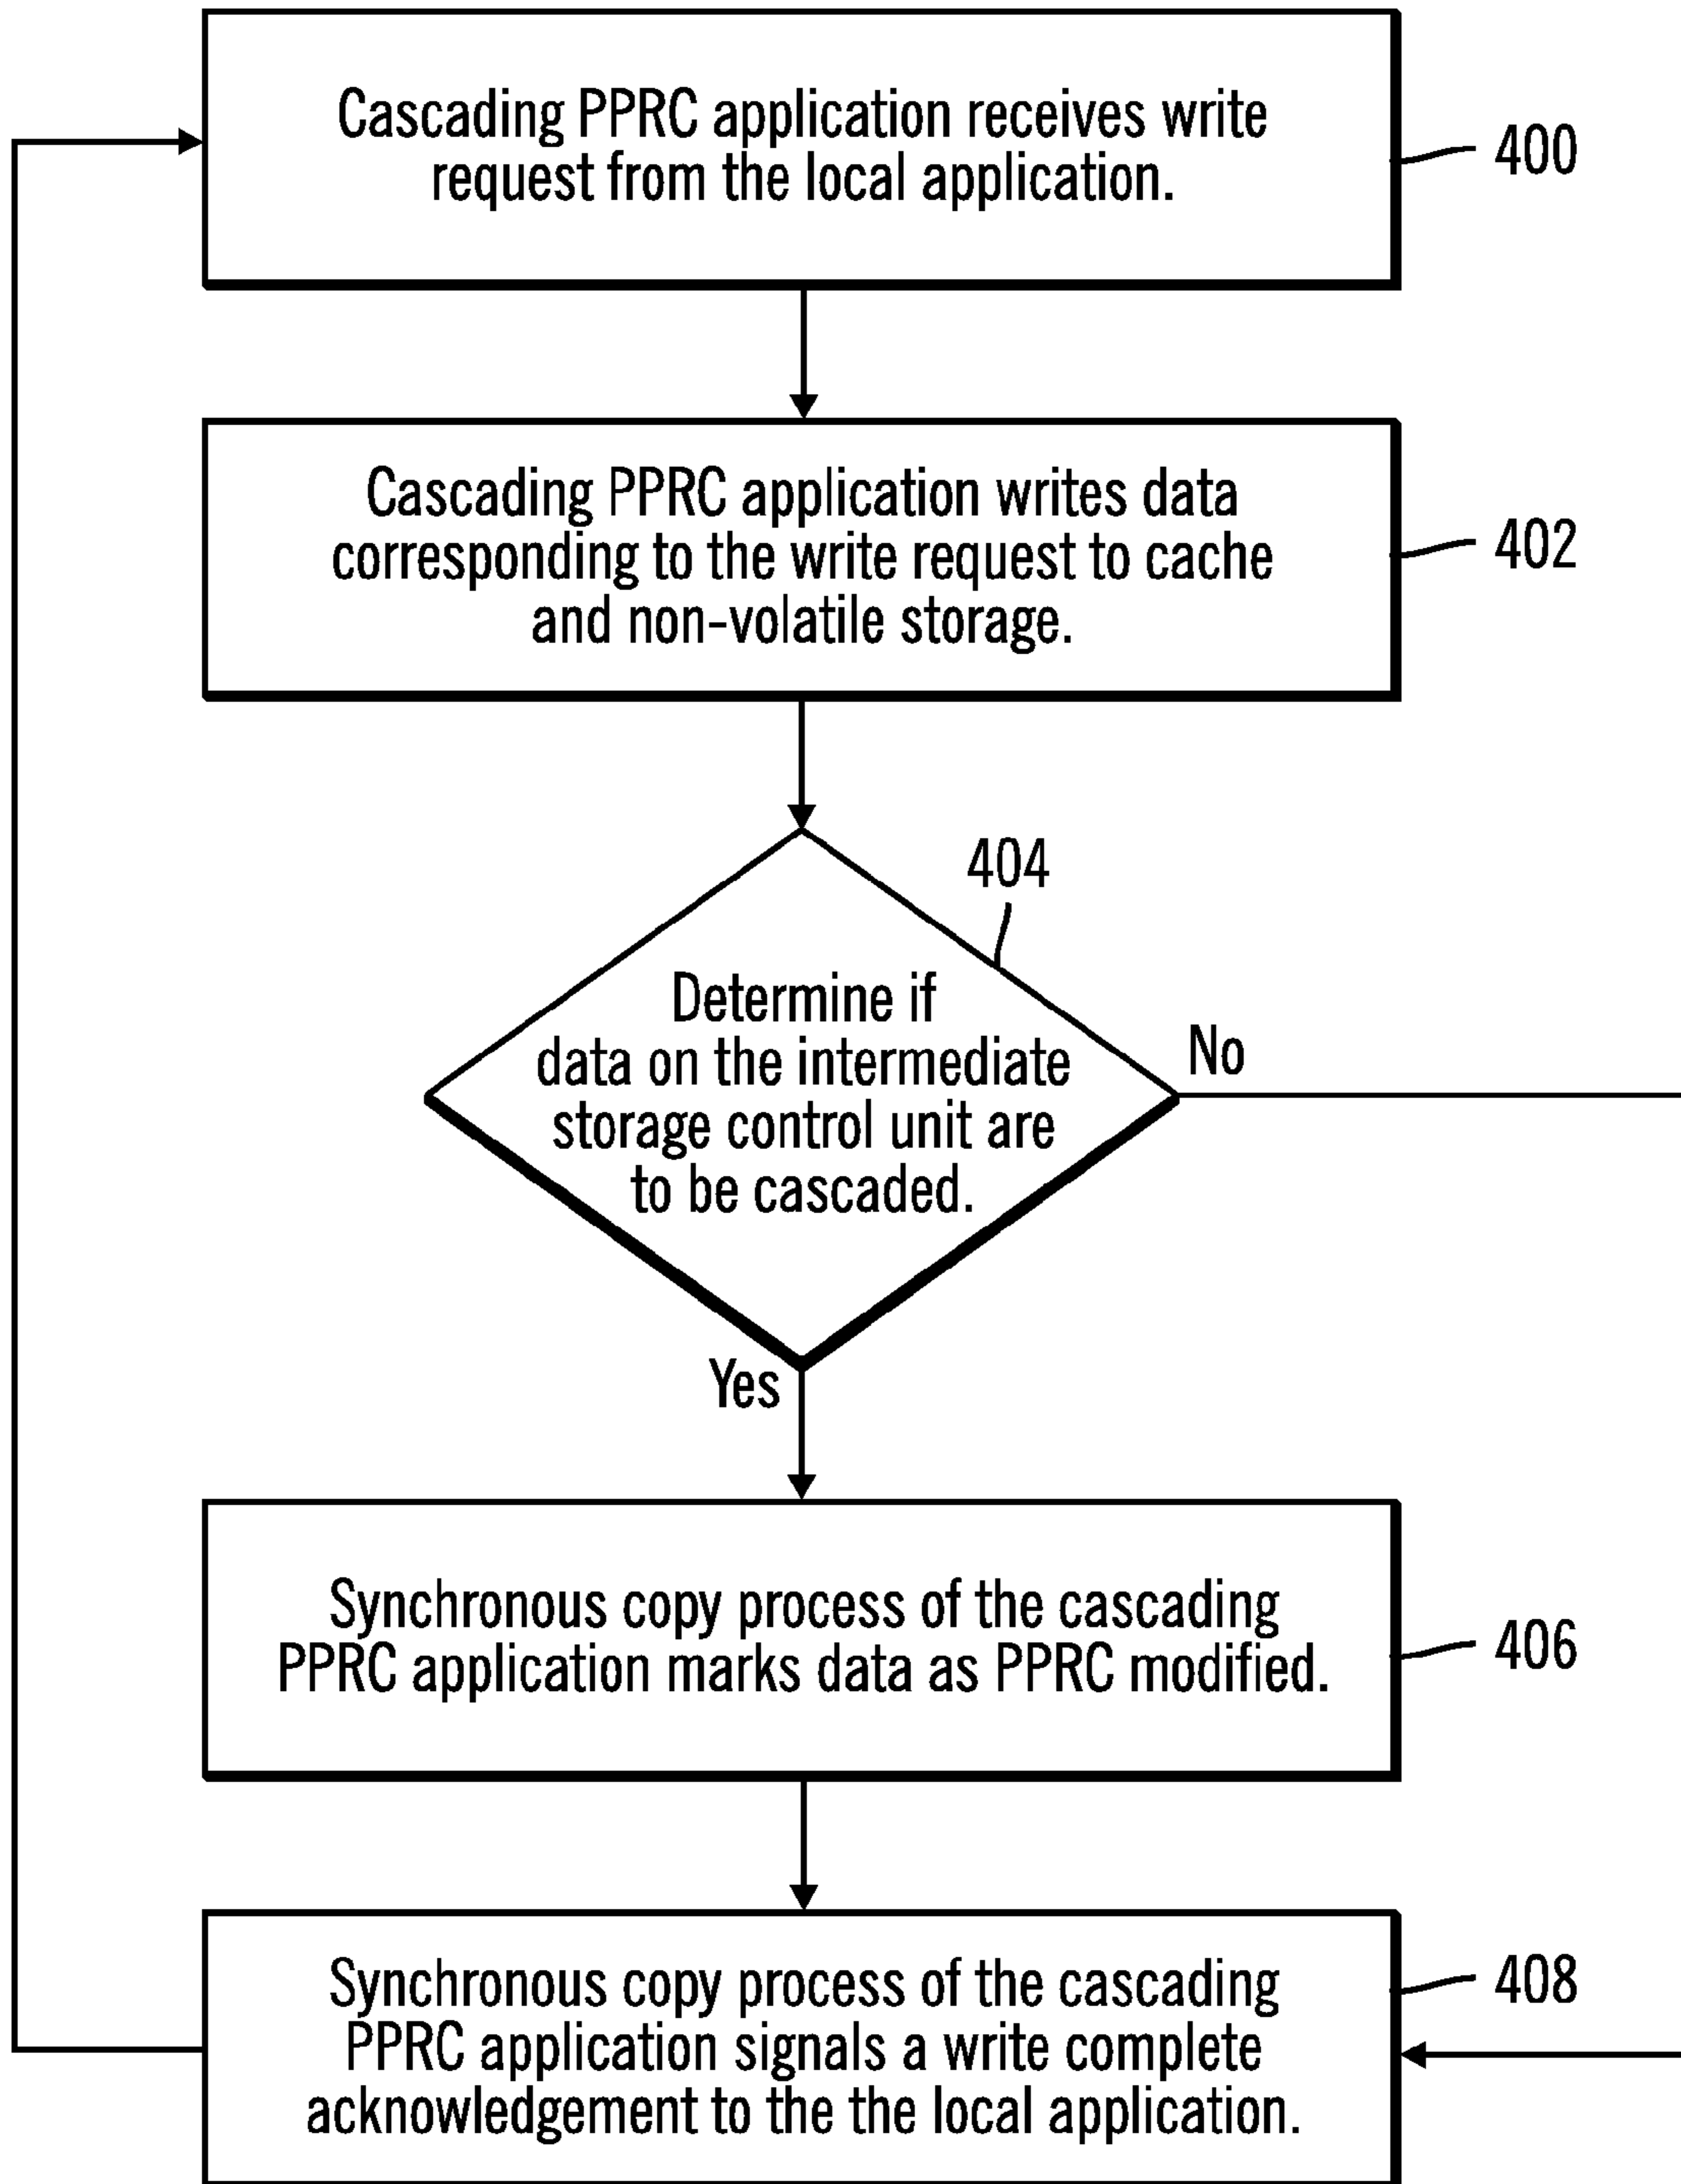 Cascading PPRC application receives write
request from the local application.
400
Cascading PPRC application writes data
corresponding to the write request to cache
and non-volatile storage.
402
404
Determine if
data on the intermediate
storage control unit are
to be cascaded.
No
Yes
Synchronous copy process of the cascading
PPRC application marks data as PPRC modified.
406
Synchronous copy process of the cascading
PPRC application signals a write complete
acknowledgement to the the local application.
408